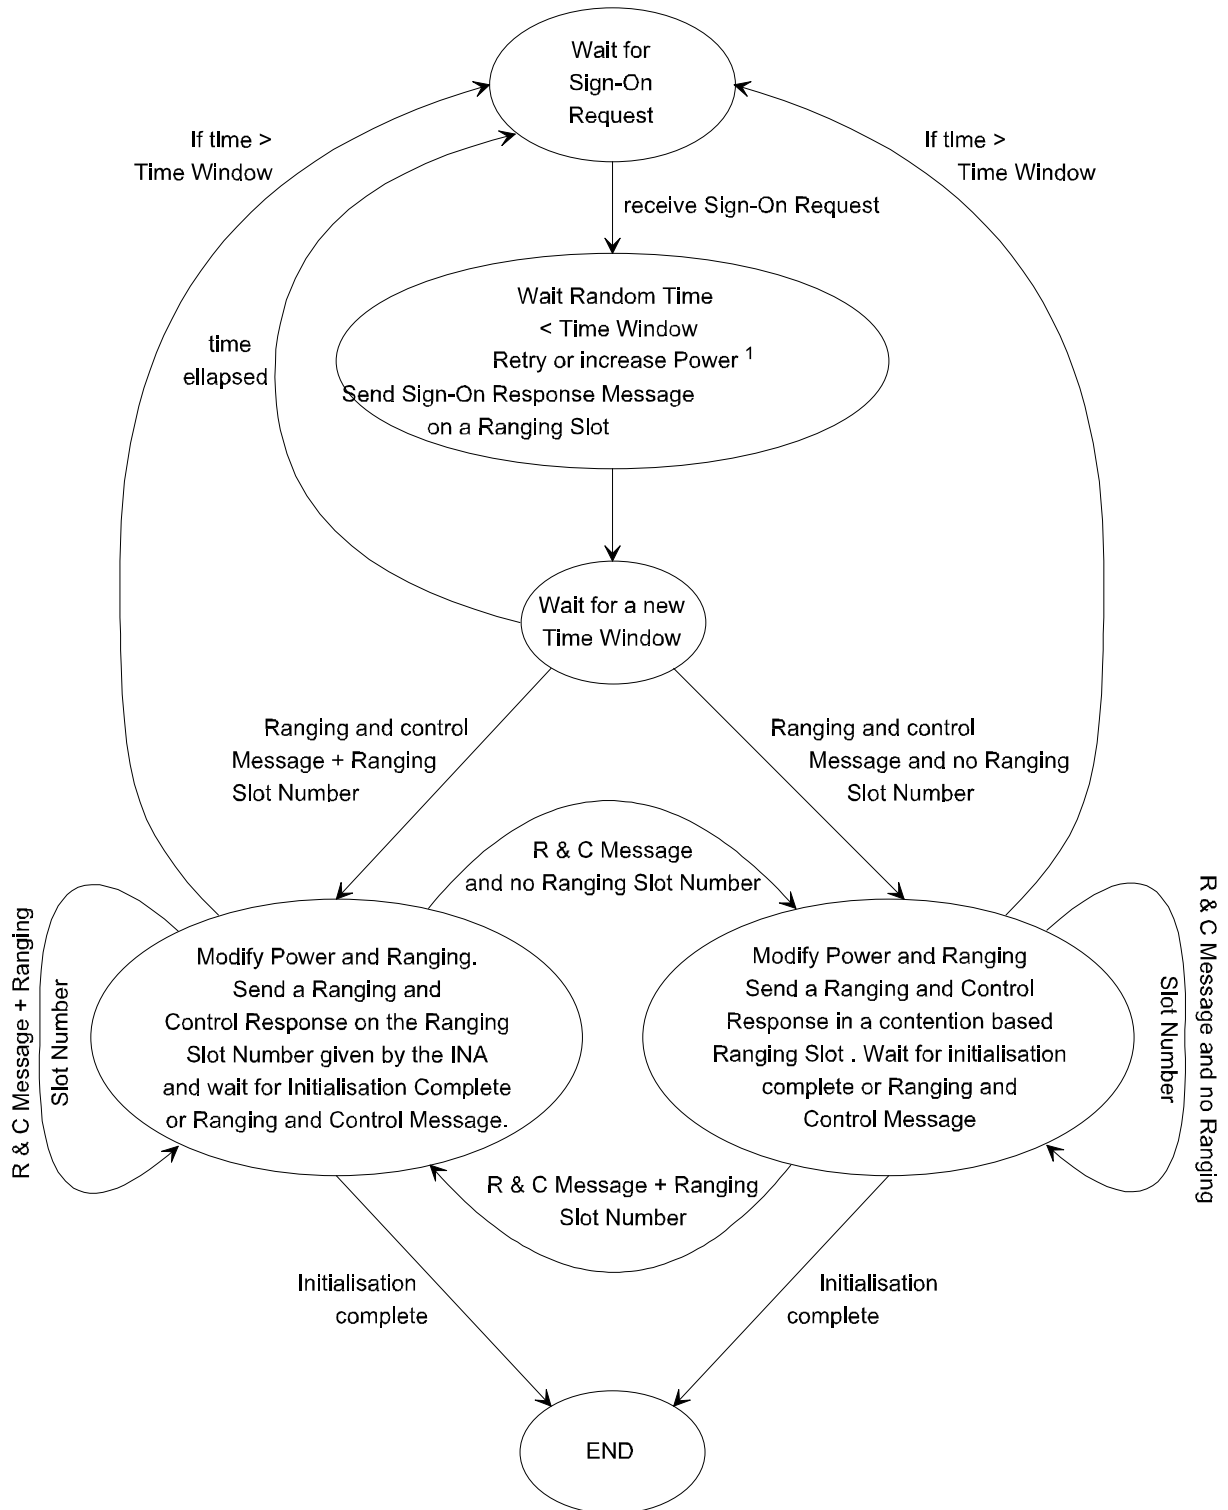 Wait for
Sign-On
Request
If tIme >
Time Window
If tIme >
Time Window
receive Sign-On Request
Wait Random Time
< Time Window
Retry or increase Power 1
Send Sign-On Response Message
on a Ranging Slot
time
ellapsed
Wait for a new
Time Window
Ranging and control
Message + Ranging
Slot Number
Ranging and control
Message and no Ranging
Slot Number
R & C Message
and no Ranging Slot Number
R & C Message + Ranging
Slot Number
Modify Power and Ranging.
Send a Ranging and
Control Response on the Ranging
Slot Number given by the INA
and wait for Initialisation Complete
or Ranging and Control Message.
Modify Power and Ranging
Send a Ranging and Control
Response in a contention based
Ranging Slot . Wait for initialisation
complete or Ranging and
Control Message
R & C Message and no Ranging
Slot Number
R & C Message + Ranging
Slot Number
Initialisation
complete
Initialisation
complete
END